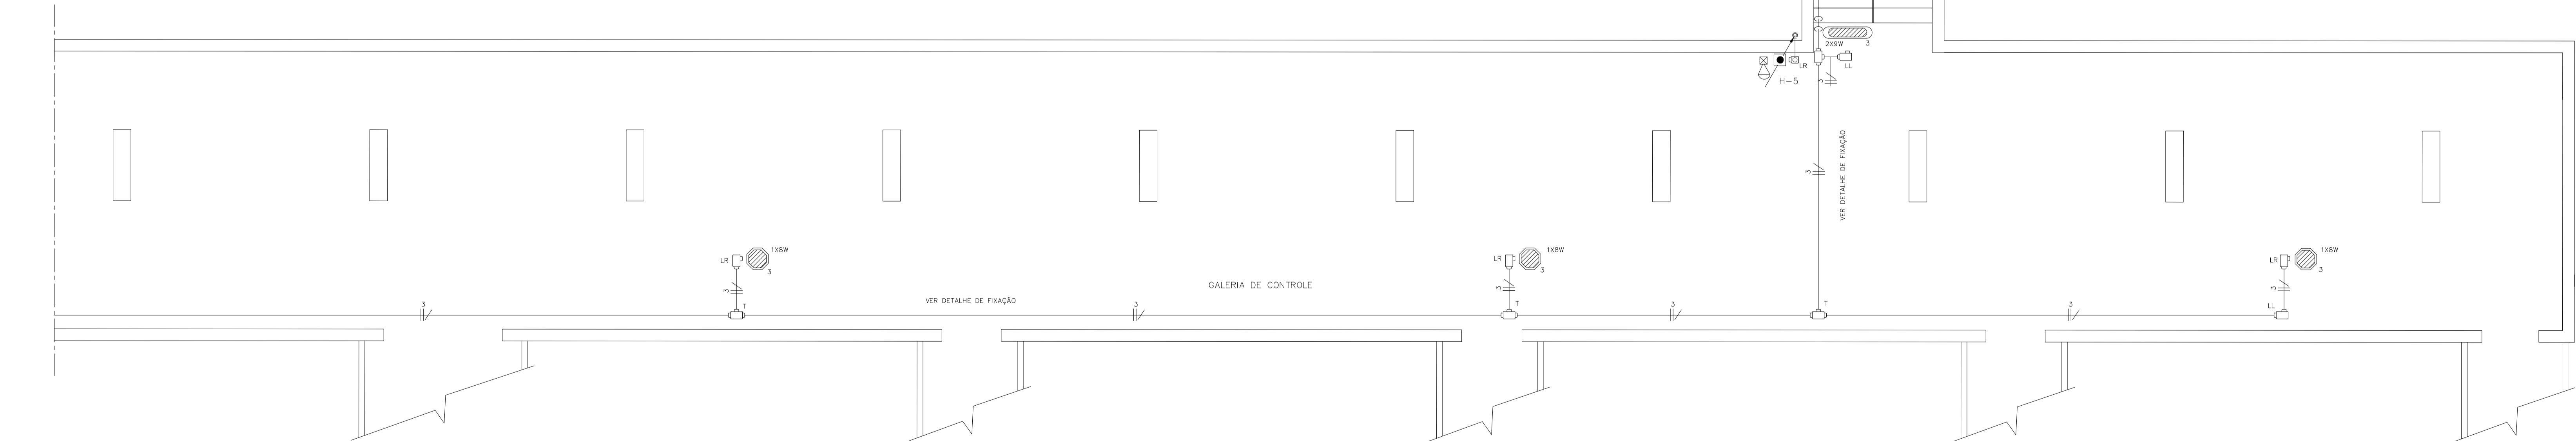 2X9W
3
LR
LL
H-5
3
VER DETALHE DE FIXAÇÃO
3
1X8W
LR
3
3
1X8W
LR
3
3
1X8W
LR
3
3
GALERIA DE CONTROLE
VER DETALHE DE FIXAÇÃO
3
T
3
T
3
T
3
LL